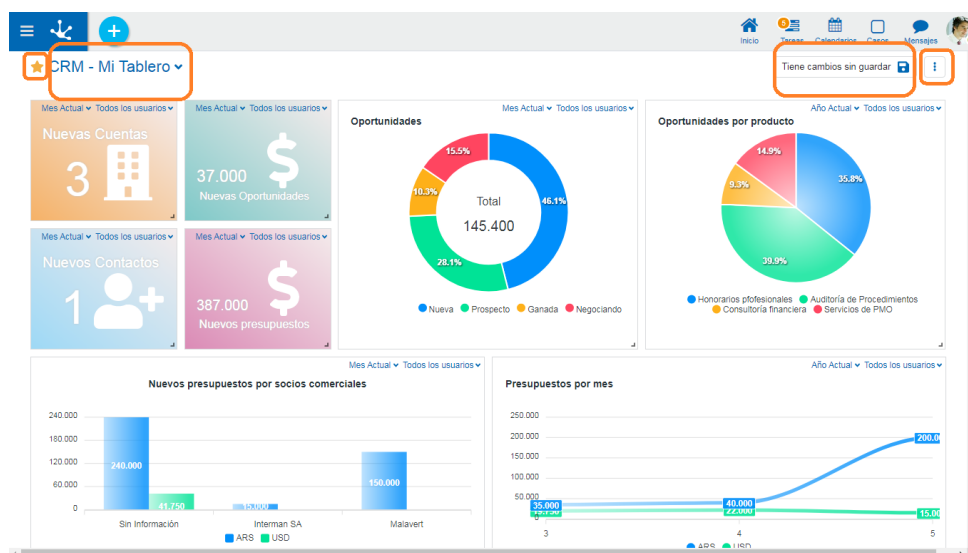 5
Inicio Tareas Calendarios Casos Mensajes
CRM - Mi Tablero
Tiene cambios sin guardar
Mes Actual Todos los usuarios
Nuevas Cuentas
3
Mes Actual Todos los usuarios
37.000
Nuevas Oportunidades
Mes Actual Todos los usuarios
Nuevos Contactos
1
Mes Actual Todos los usuarios
387.000
Nuevos presupuestos
Mes Actual Todos los usuarios
Oportunidades
15.5%
10.3%
46.1%
28.1%
Total
145.400
Nueva Prospecto Ganada Negociando
Año Actual Todos los usuarios
Oportunidades por producto
14.9%
35.8%
9.3%
39.9%
Honorarios pfofesionales Auditoría de Procedimientos
Consultoría financiera Servicios de PMO
Mes Actual Todos los usuarios
Nuevos presupuestos por socios comerciales
240.000
180.000
120.000
60.000
0
240.000
41.750
15.000
150.000
Sin Información Interman SA Malavert
ARS USD
Año Actual Todos los usuarios
Presupuestos por mes
250.000
200.000
150.000
100.000
50.000
0
35.000
40.000
22.000
200.0
15.00
3 4 5
ARS USD